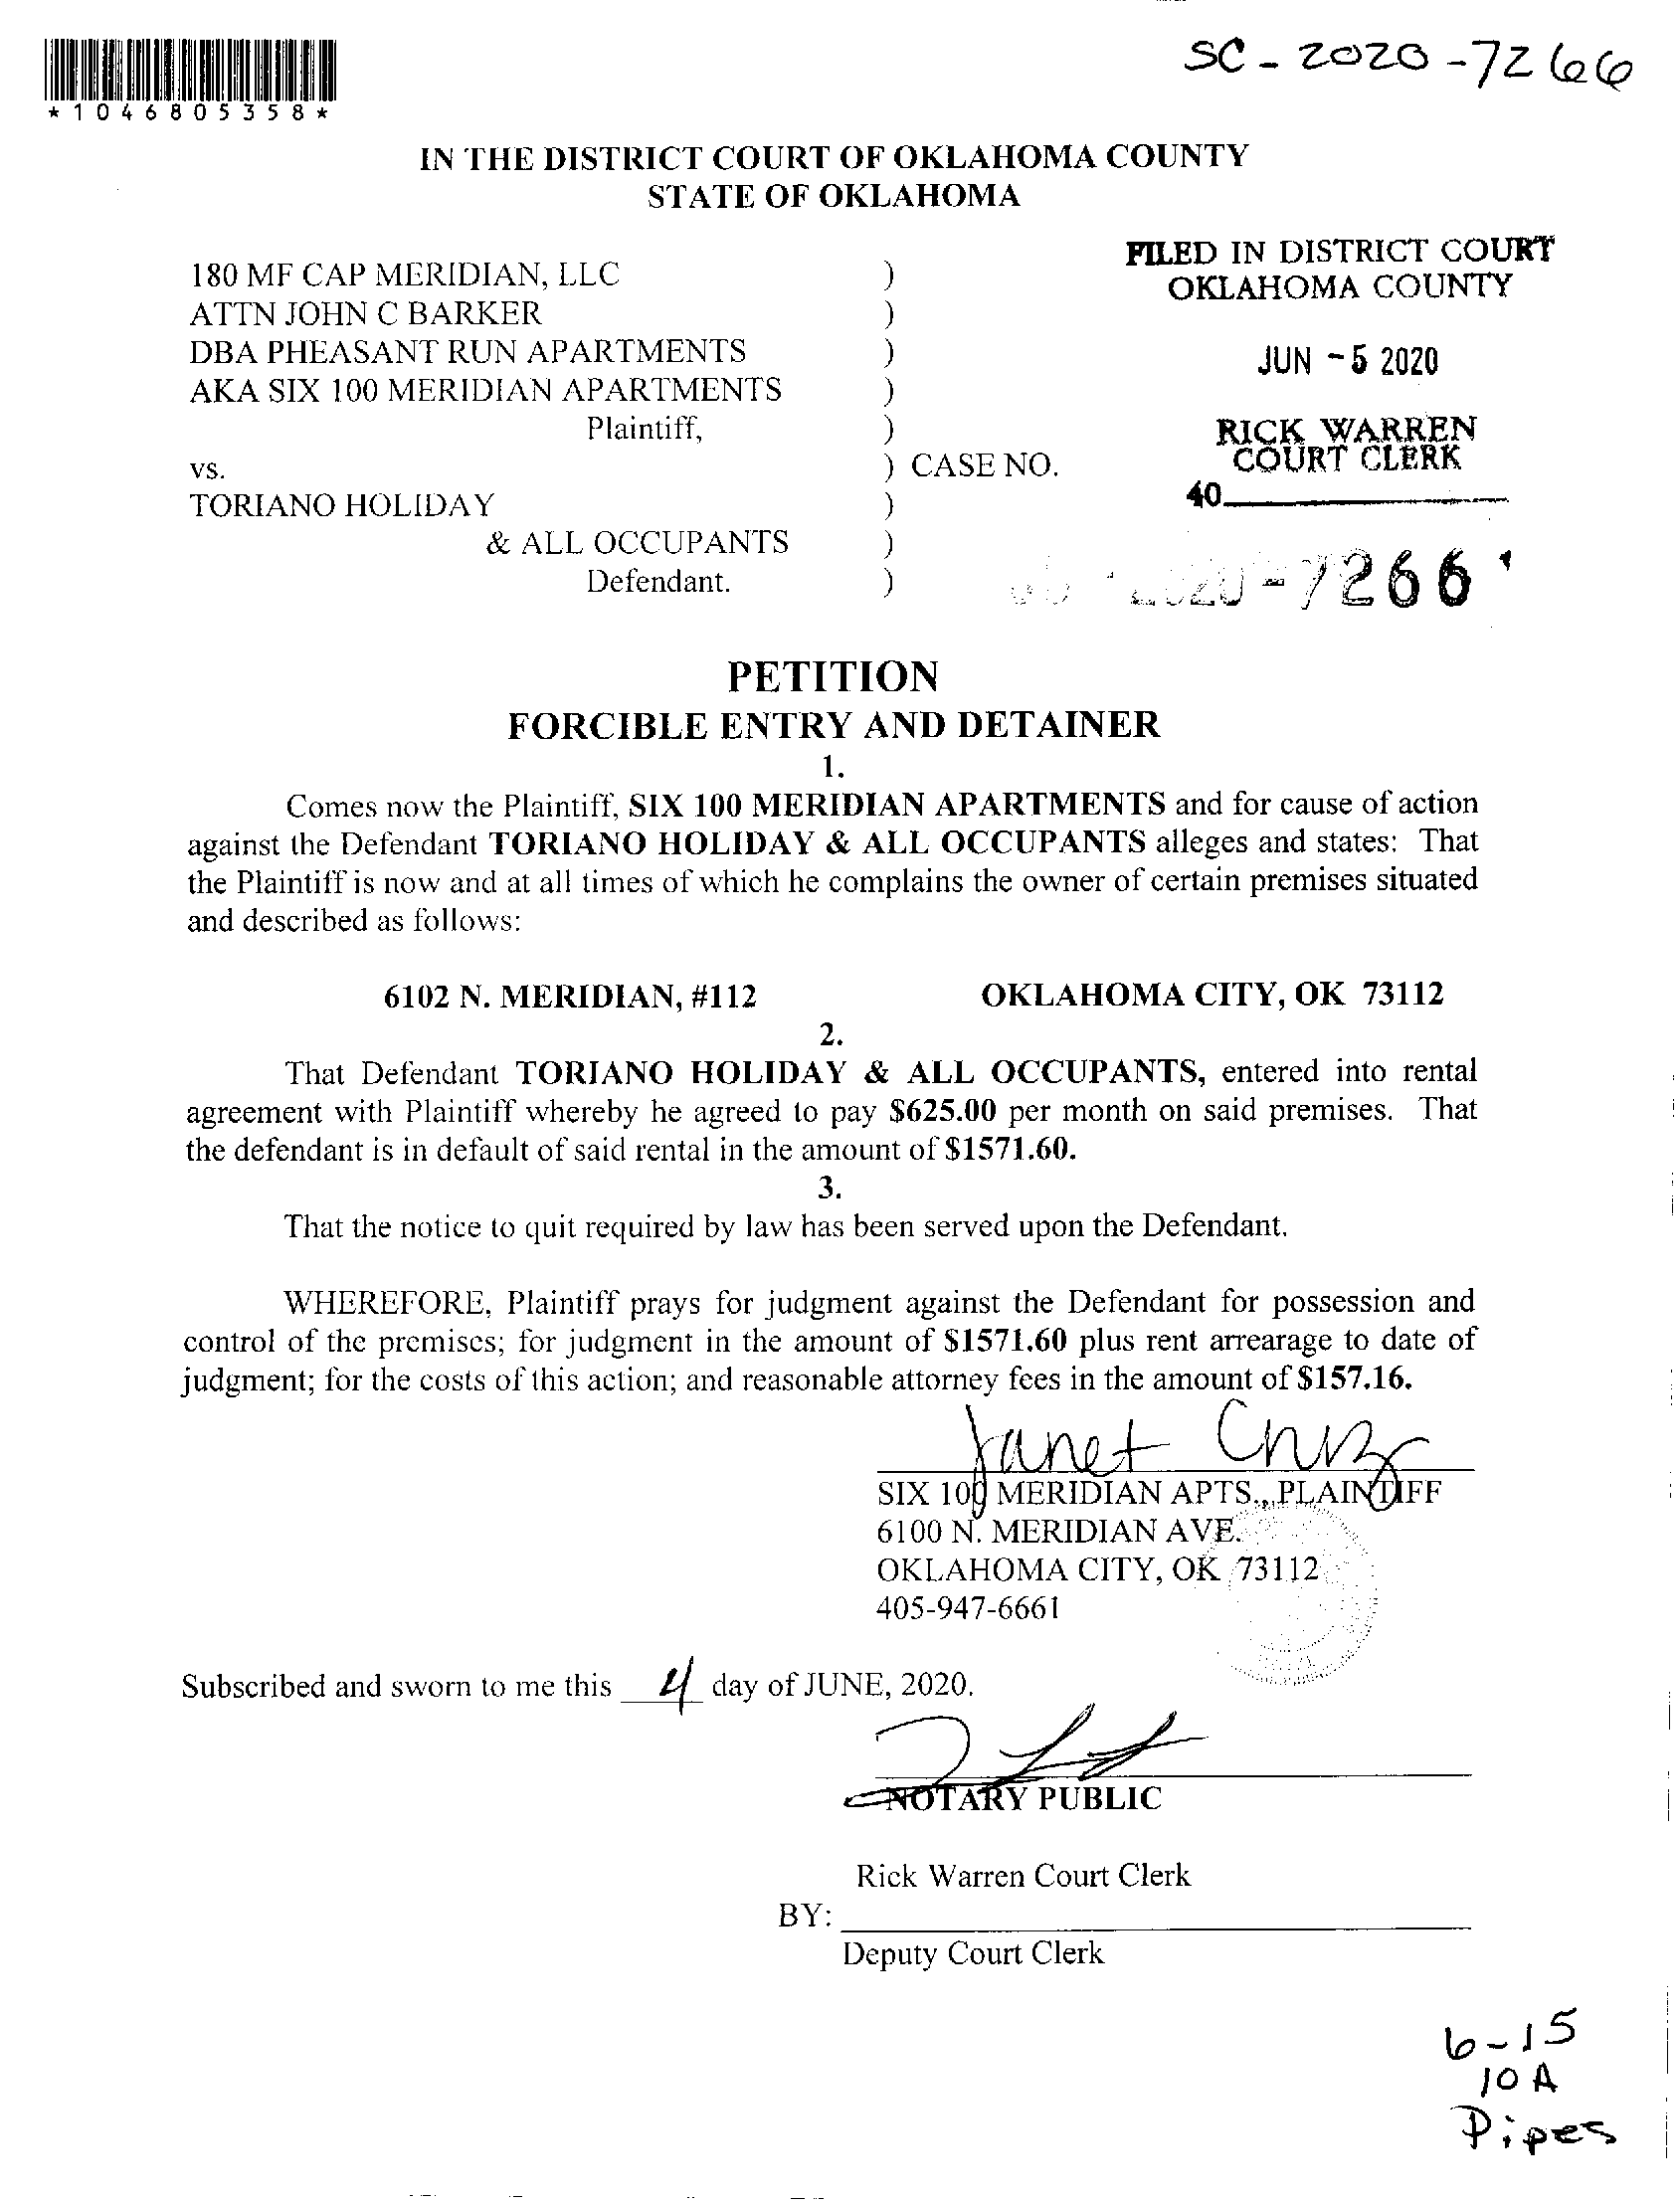 SC-2020-7266
*1046805358*
IN THE DISTRICT COURT OF OKLAHOMA COUNTY
STATE OF OKLAHOMA
FILED IN DISTRICT COURT
OKLAHOMA COUNTY
JUN -5 2020
RICK WARREN
COURT CLERK
40
180 MF CAP MERIDIAN, LLC )
ATTN JOHN C BARKER )
DBA PHEASANT RUN APARTMENTS )
AKA SIX 100 MERIDIAN APARTMENTS )
Plaintiff, )
vs. ) CASE NO.
TORIANO HOLIDAY )
& ALL OCCUPANTS )
Defendant. )
2020-7266
PETITION
FORCIBLE ENTRY AND DETAINER
1.
Comes now the Plaintiff, SIX 100 MERIDIAN APARTMENTS and for cause of action
against the Defendant TORIANO HOLIDAY & ALL OCCUPANTS alleges and states: That
the Plaintiff is now and at all times of which he complains the owner of certain premises situated
and described as follows:
6102 N. MERIDIAN, #112 OKLAHOMA CITY, OK 73112
2.
That Defendant TORIANO HOLIDAY & ALL OCCUPANTS, entered into rental
agreement with Plaintiff whereby he agreed to pay $625.00 per month on said premises. That
the defendant is in default of said rental in the amount of $1571.60.
3.
That the notice to quit required by law has been served upon the Defendant.
WHEREFORE, Plaintiff prays for judgment against the Defendant for possession and
control of the premises; for judgment in the amount of $1571.60 plus rent arrearage to date of
judgment; for the costs of this action; and reasonable attorney fees in the amount of $157.16.
Janet Cruz
SIX 100 MERIDIAN APTS., PLAINTIFF
6100 N. MERIDIAN AVE.
OKLAHOMA CITY, OK 73112
405-947-6661
Subscribed and sworn to me this 4 day of JUNE, 2020.
NOTARY PUBLIC
Rick Warren Court Clerk
BY:
Deputy Court Clerk
6-15
10 A
Pipes